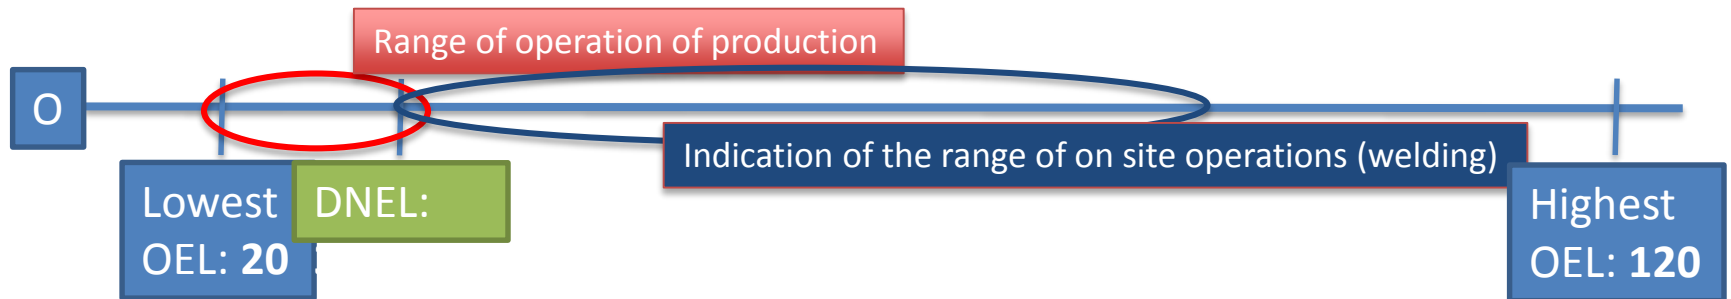 Range of operation of production
O
Indication of the range of on site operations (welding)
Lowest
OEL: 20
DNEL:
Highest
OEL: 120